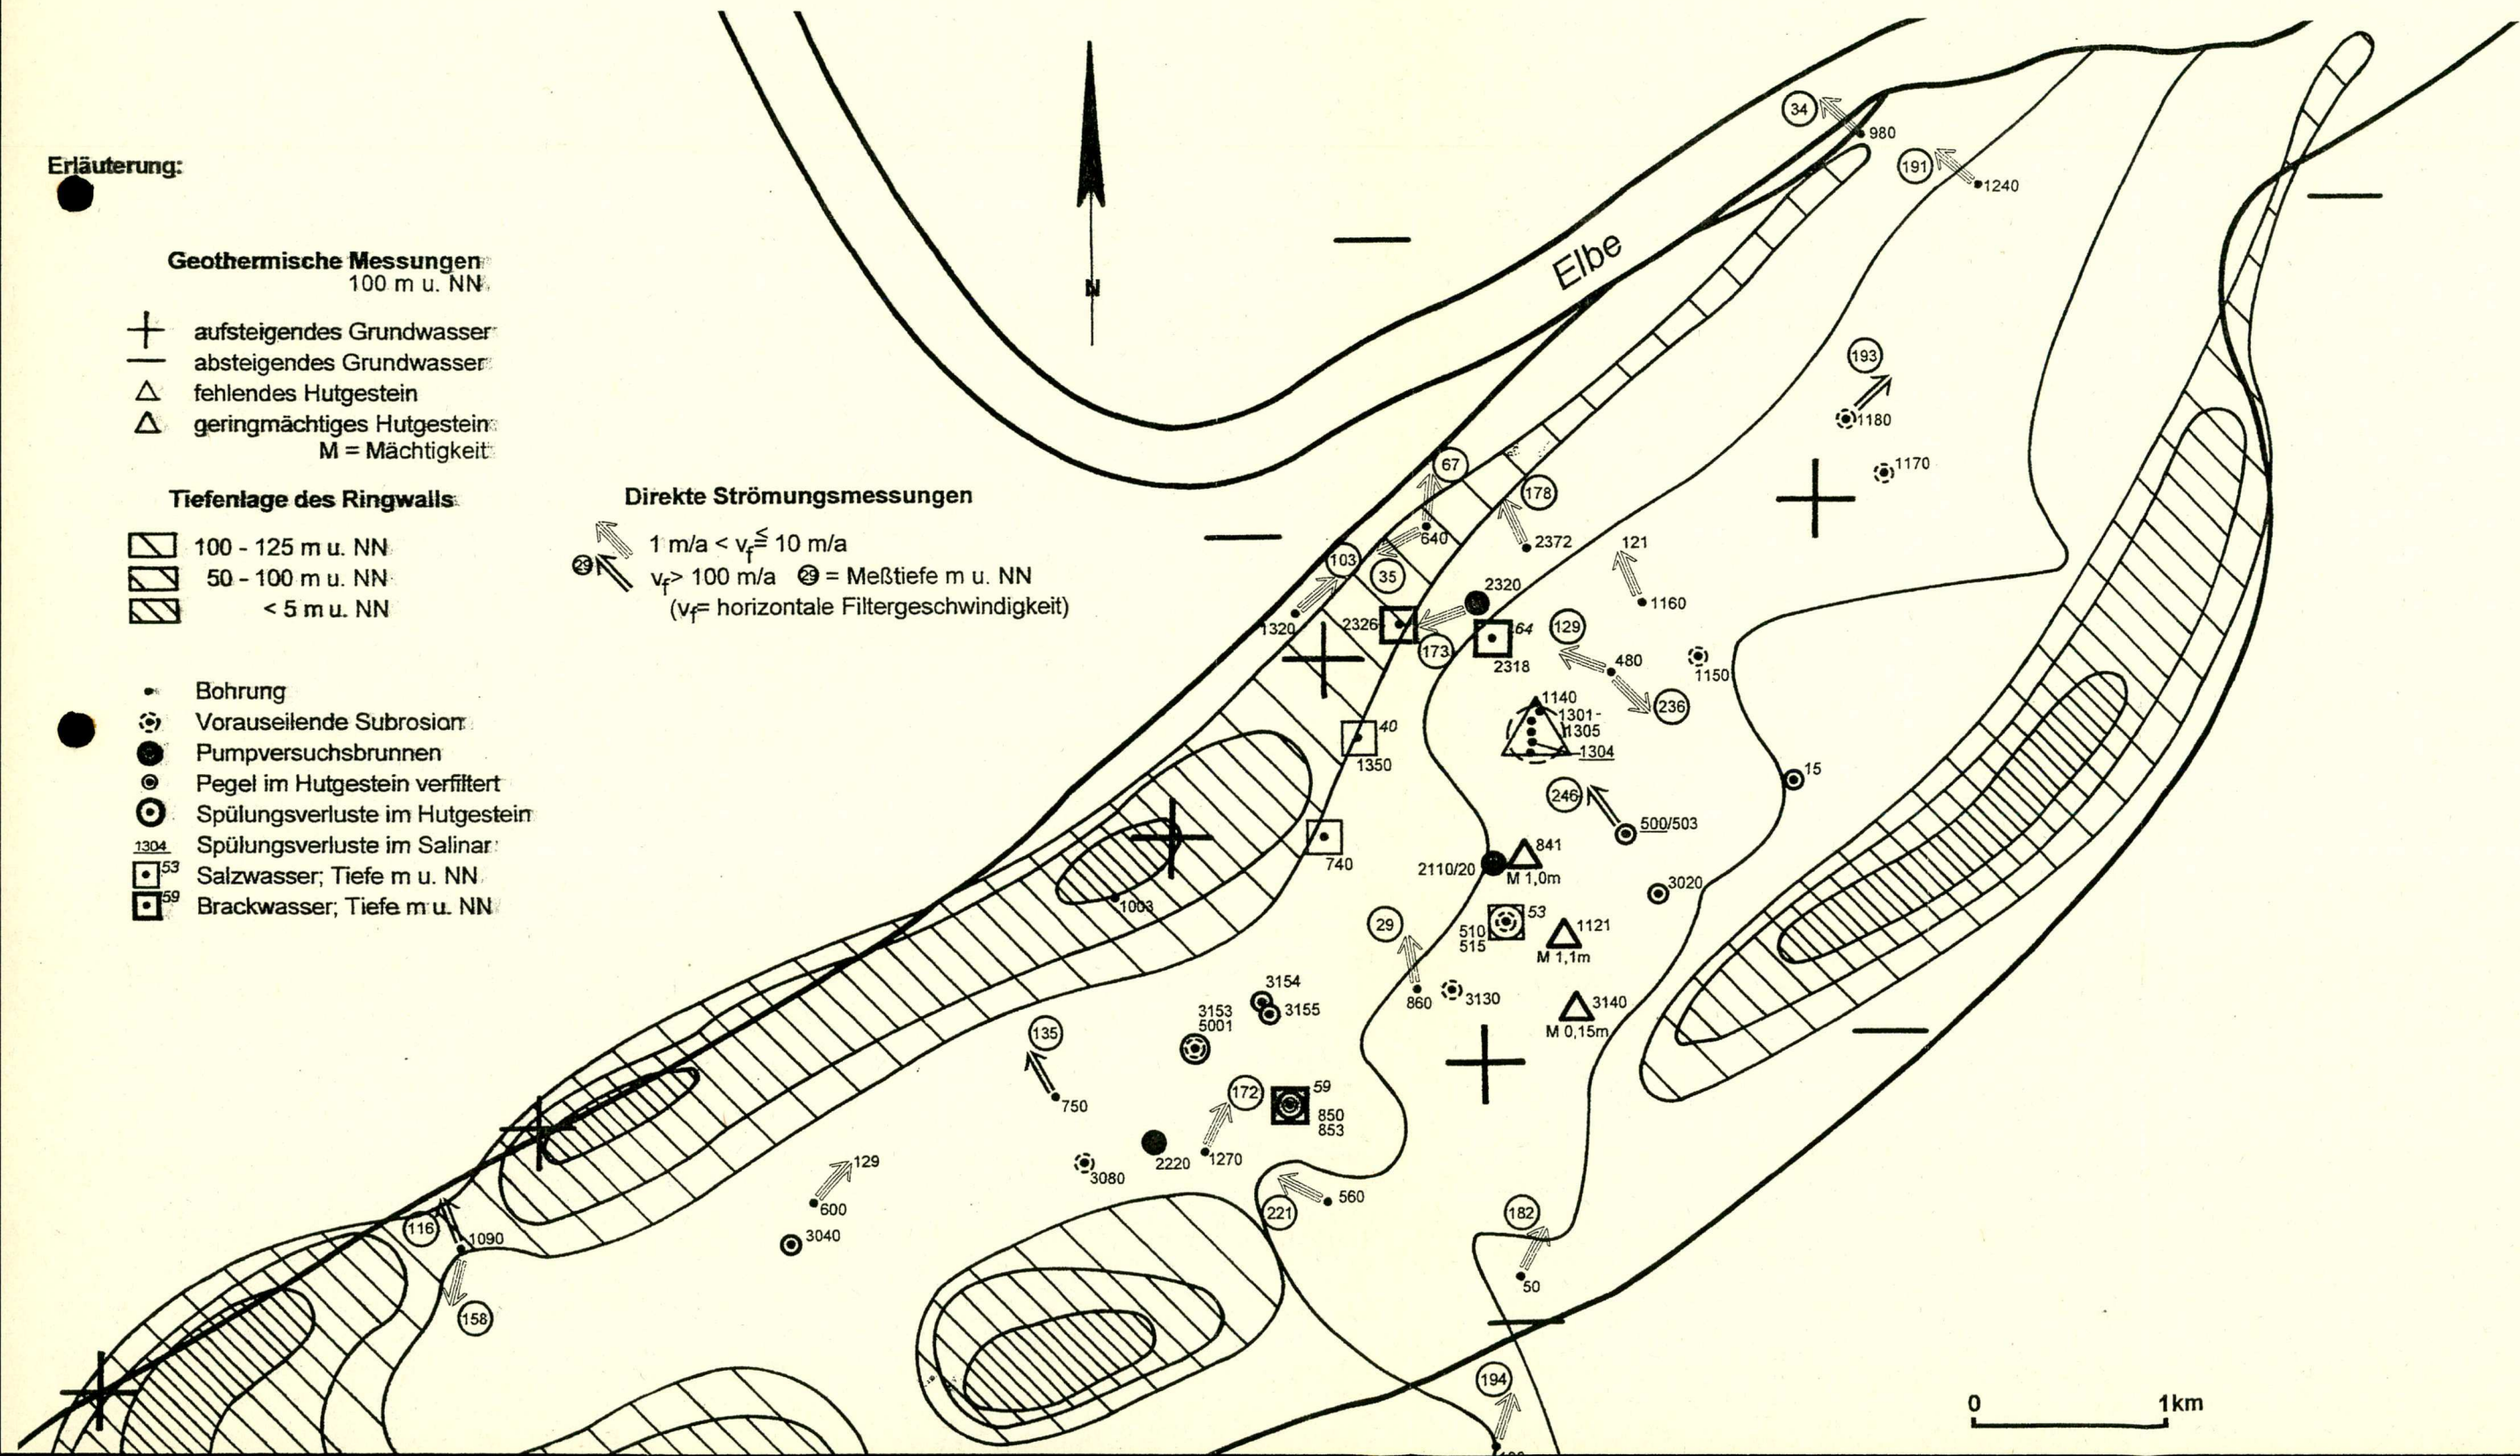 Erläuterung:
Geothermische Messungen
100 m u. NN
aufsteigendes Grundwasser
absteigendes Grundwasser
fehlendes Hutgestein
geringmächtiges Hutgestein
M = Mächtigkeit
Tiefenlage des Ringwalls
100 - 125 m u. NN
50 - 100 m u. NN
< 5 m u. NN
Direkte Strömungsmessungen
1 m/a < vf ≦ 10 m/a
29 vf > 100 m/a 29 = Meßtiefe m u. NN
(vf = horizontale Filtergeschwindigkeit)
Bohrung
Vorauseilende Subrosion
Pumpversuchsbrunnen
Pegel im Hutgestein verfiltert
Spülungsverluste im Hutgestein
1304 Spülungsverluste im Salinar
53 Salzwasser; Tiefe m u. NN
59 Brackwasser; Tiefe m u. NN
N
Elbe
34
980
191
1240
193
1180
1170
67
178
640
2372
121
103
35
2320
1160
1320
2326
64
129
173
2318
480
1150
1140
236
1301-
1305
1304
40
1350
15
246
500/503
740
841
2110/20
M 1,0m
3020
1003
29
53
510
515
1121
M 1,1m
3154
3155
3153
5001
860
3130
3140
M 0,15m
135
750
172
59
850
853
2220
1270
129
3080
600
560
221
182
116
1090
3040
50
158
194
0 1km